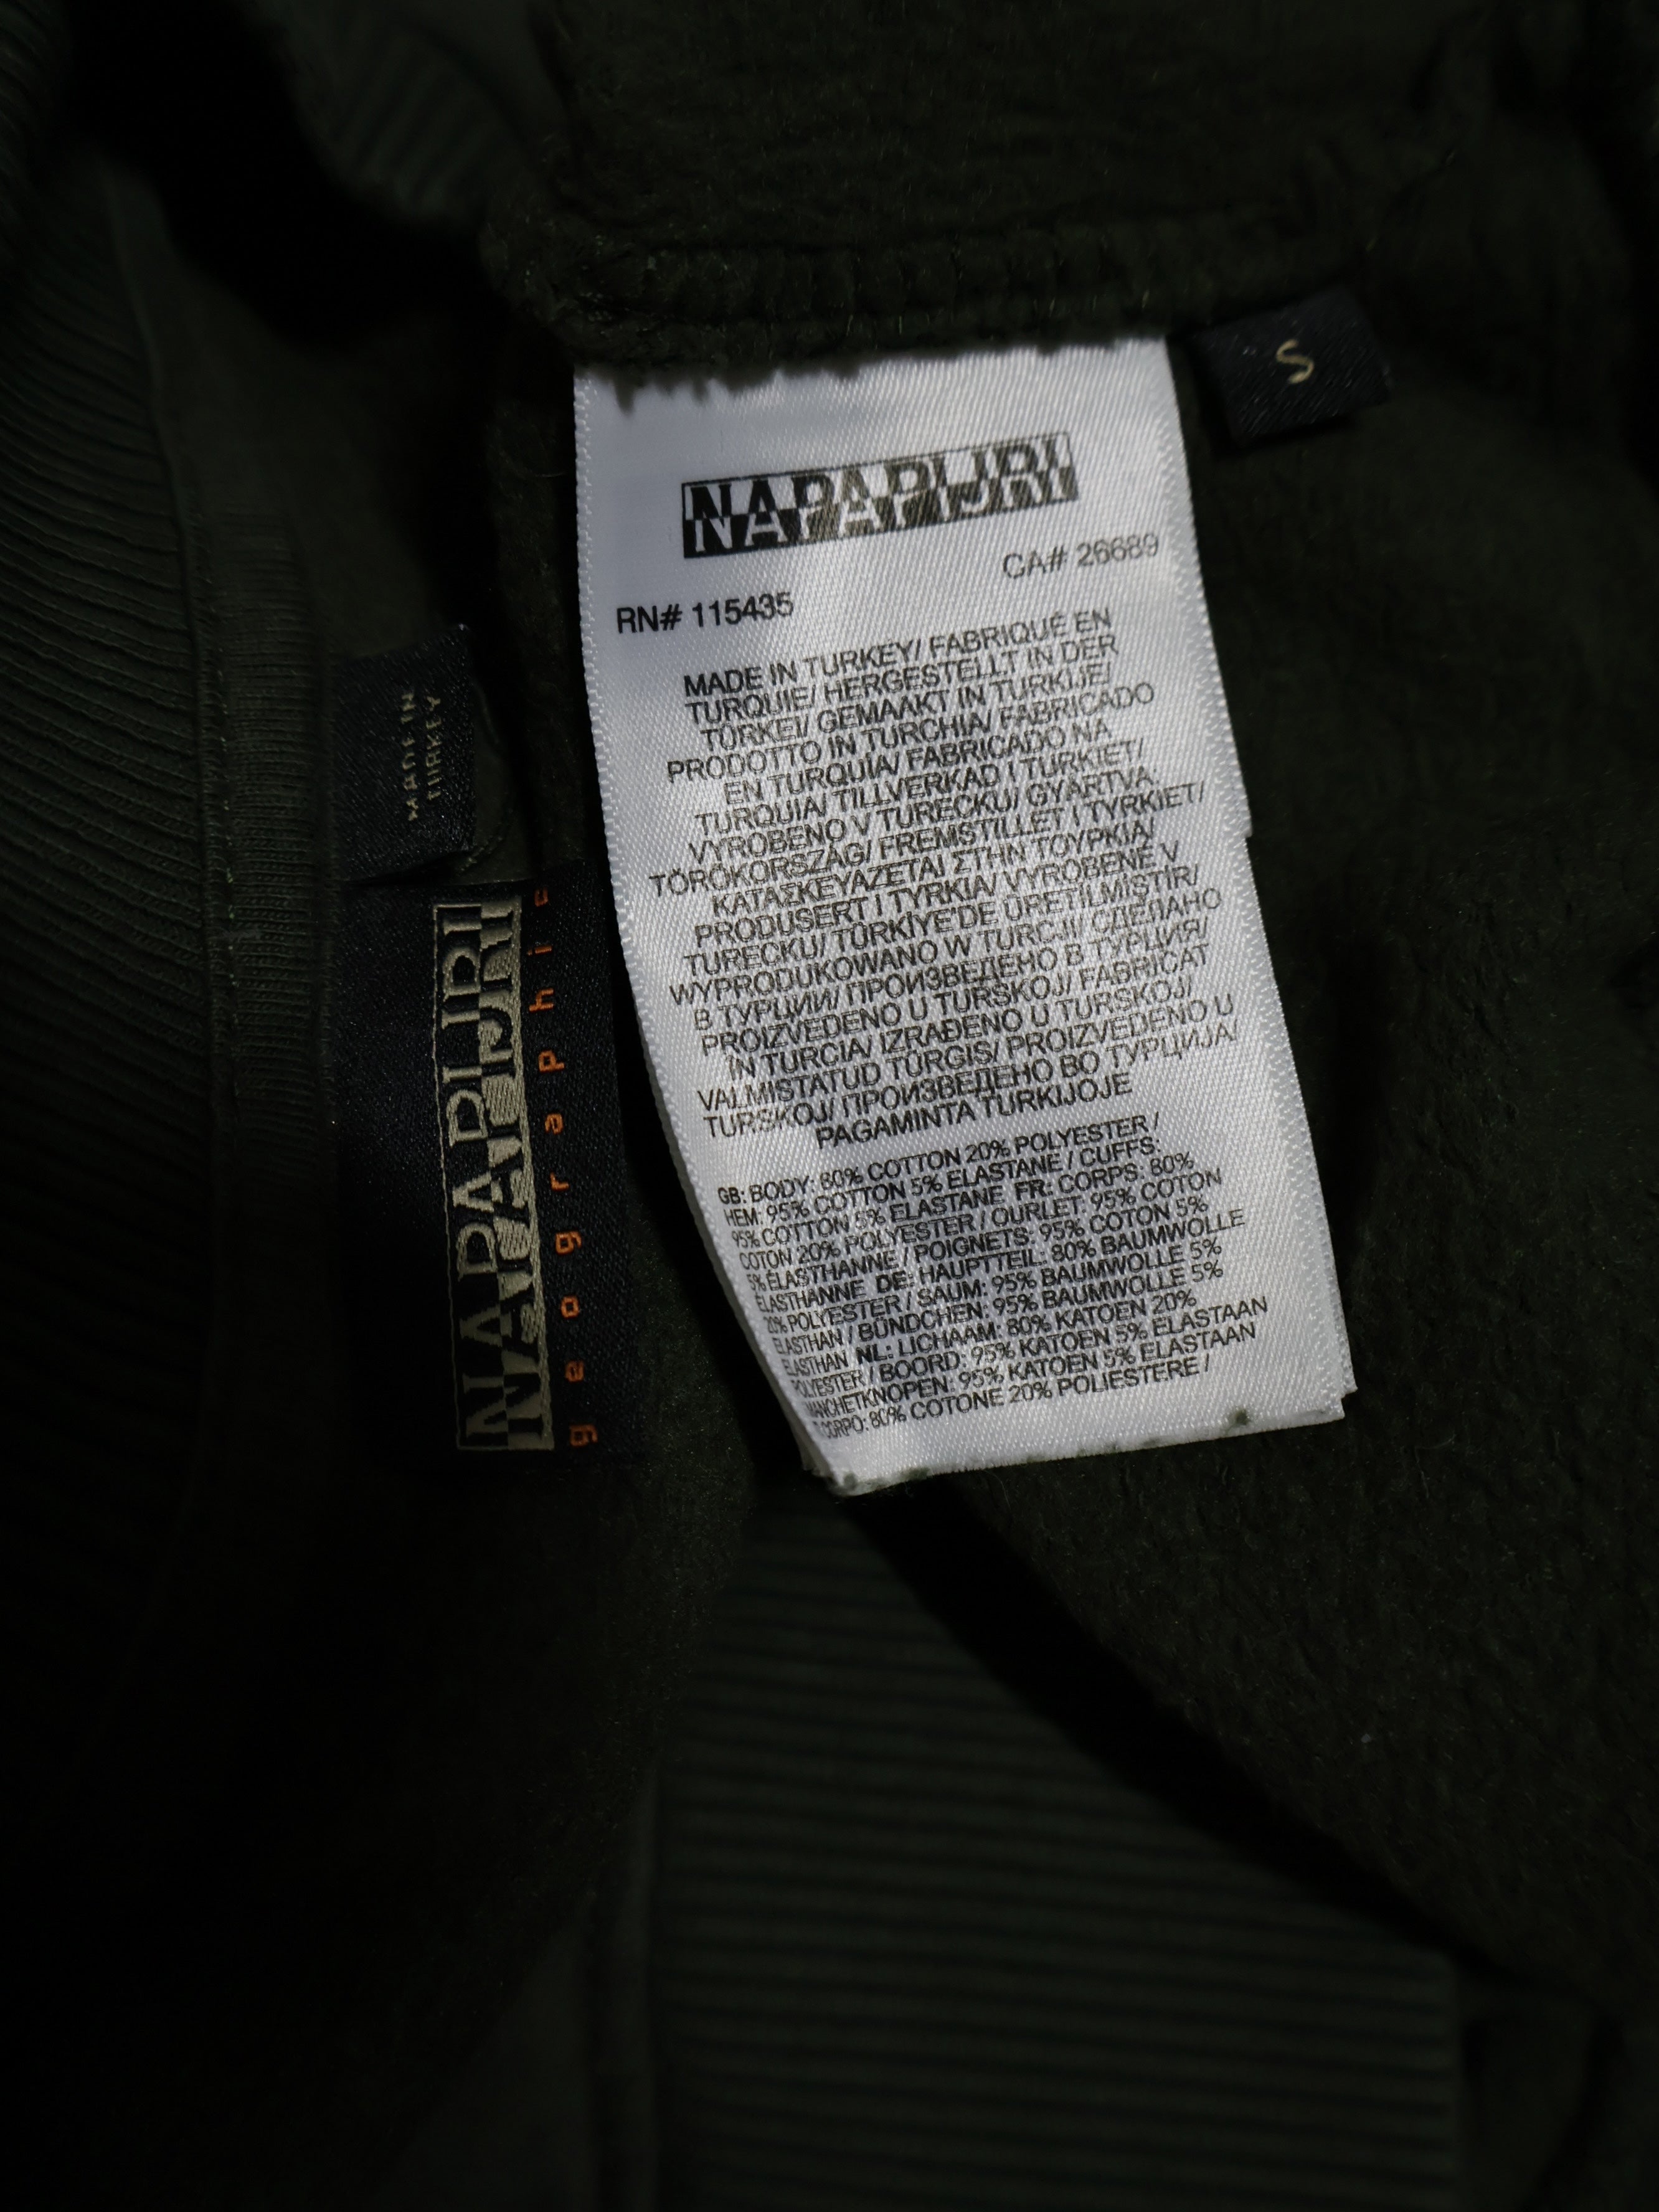 S
NAPAPIJRI
CA# 26689
RN# 115435
MADE IN TURKEY/ FABRIQUÉ EN
TURQUIE/ HERGESTELLT IN DER
TÜRKEI/ GEMAAKT IN TURKIJE/
PRODOTTO IN TURCHIA/ FABRICADO
EN TURQUÍA/ FABRICADO NA
TURQUIA/ TILLVERKAD I TURKIET/
VYROBENO V TURECKU/ GYÁRTVA:
TÖRÖKORSZÁG/ FREMSTILLET I TYRKIET/
ΚΑΤΑΣΚΕΥΑΖΕΤΑΙ ΣΤΗΝ ΤΟΥΡΚΙΑ/
PRODUSERT I TYRKIA/ VYROBENÉ V
TURECKU/ TÜRKİYE'DE ÜRETİLMİŞTİR/
WYPRODUKOWANO W TURCJI/ СДЕЛАНО
В ТУРЦИИ/ ПРОИЗВЕДЕНО В ТУРЦИЯ/
PROIZVEDENO U TURSKOJ/ FABRICAT
ÎN TURCIA/ IZRAĐENO U TURSKOJ/
VALMISTATUD TÜRGIS/ PROIZVEDENO U
TURSKOJ/ ПРОИЗВЕДЕНО ВО ТУРЦИЈА/
PAGAMINTA TURKIJOJE
GB: BODY: 80% COTTON 20% POLYESTER /
HEM: 95% COTTON 5% ELASTANE / CUFFS:
95% COTTON 5% ELASTANE FR: CORPS: 80%
COTON 20% POLYESTER / OURLET: 95% COTON
5% ÉLASTHANNE / POIGNETS: 95% COTON 5%
ÉLASTHANNE DE: HAUPTTEIL: 80% BAUMWOLLE
20% POLYESTER / SAUM: 95% BAUMWOLLE 5%
ELASTHAN / BÜNDCHEN: 95% BAUMWOLLE 5%
ELASTHAN NL: LICHAAM: 80% KATOEN 20%
POLYESTER / BOORD: 95% KATOEN 5% ELASTAAN
MANCHETKNOPEN: 95% KATOEN 5% ELASTAAN
CORPO: 80% COTONE 20% POLIESTERE /
MADE IN
TURKEY
NAPAPIJRI
geographic